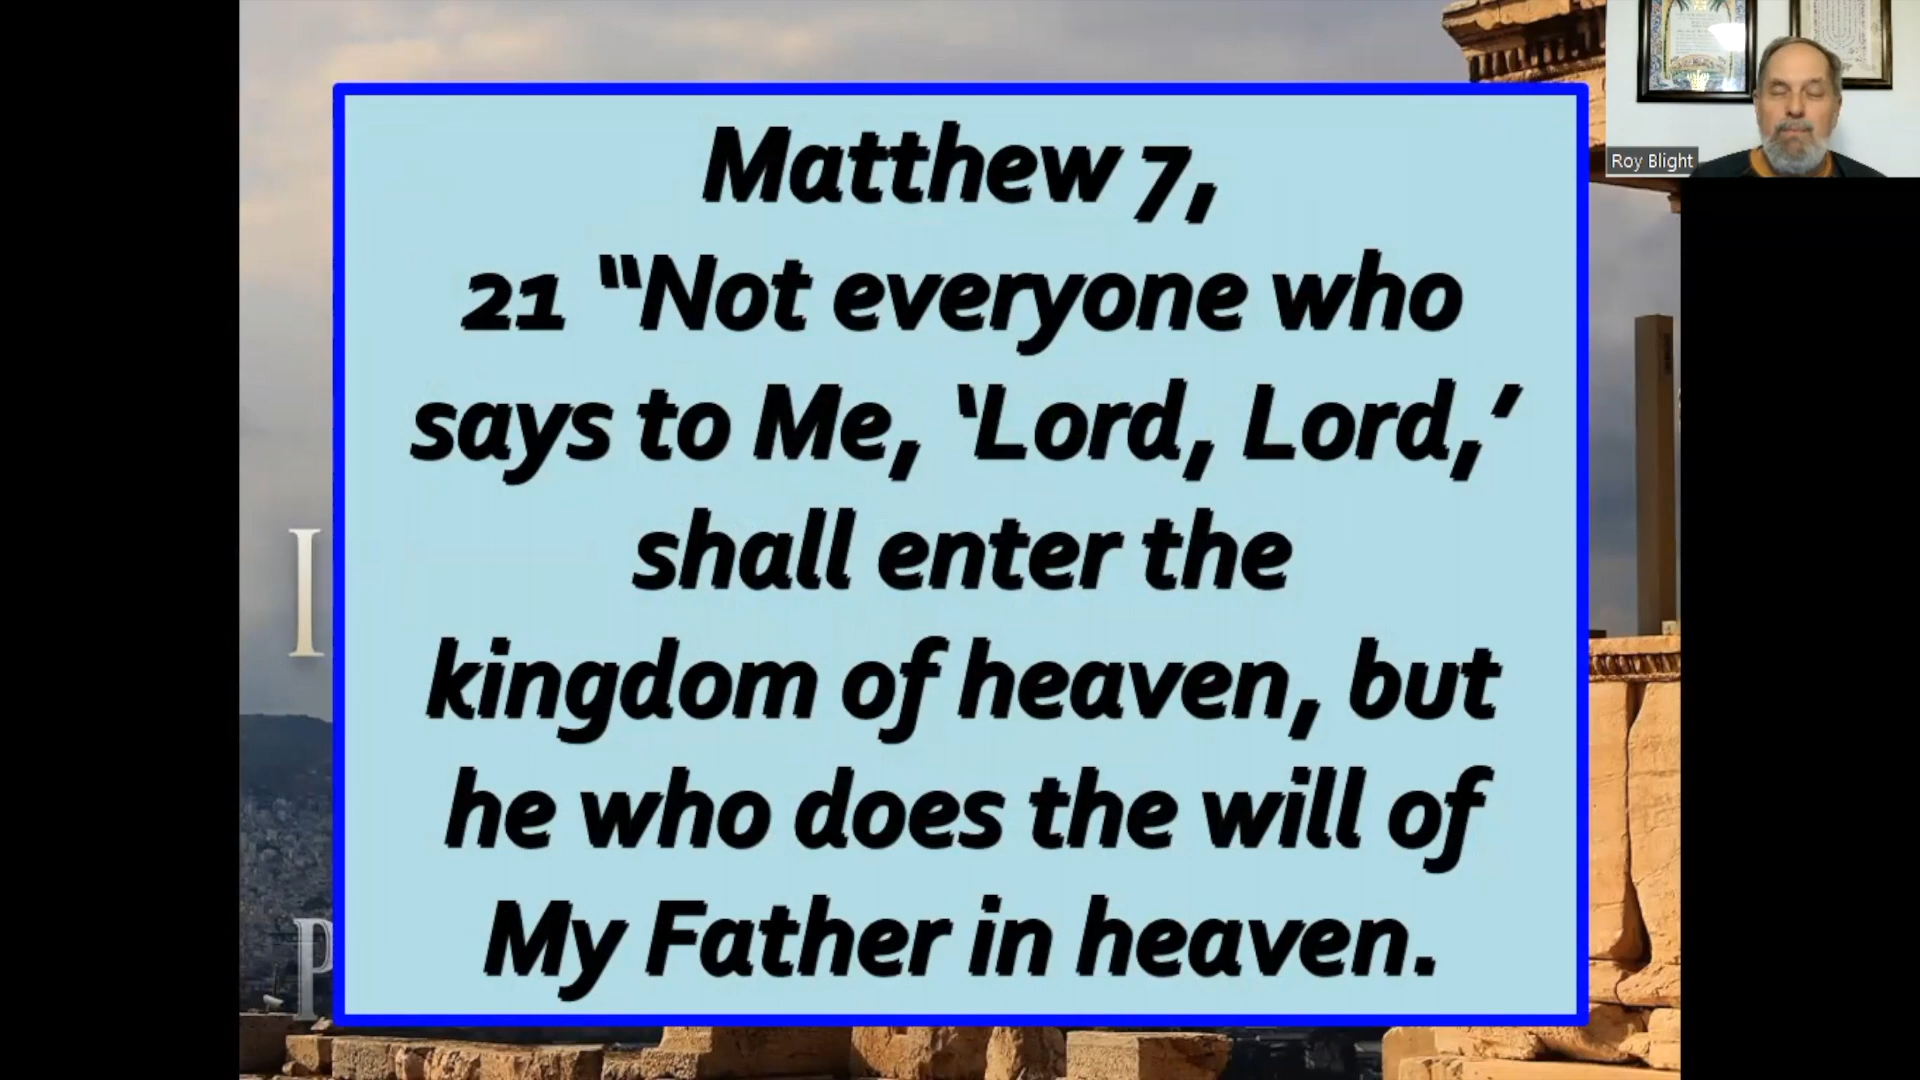 Matthew 7,
21 “Not everyone who
says to Me, ‘Lord, Lord,’
shall enter the
kingdom of heaven, but
he who does the will of
My Father in heaven.
Roy Blight
I
P